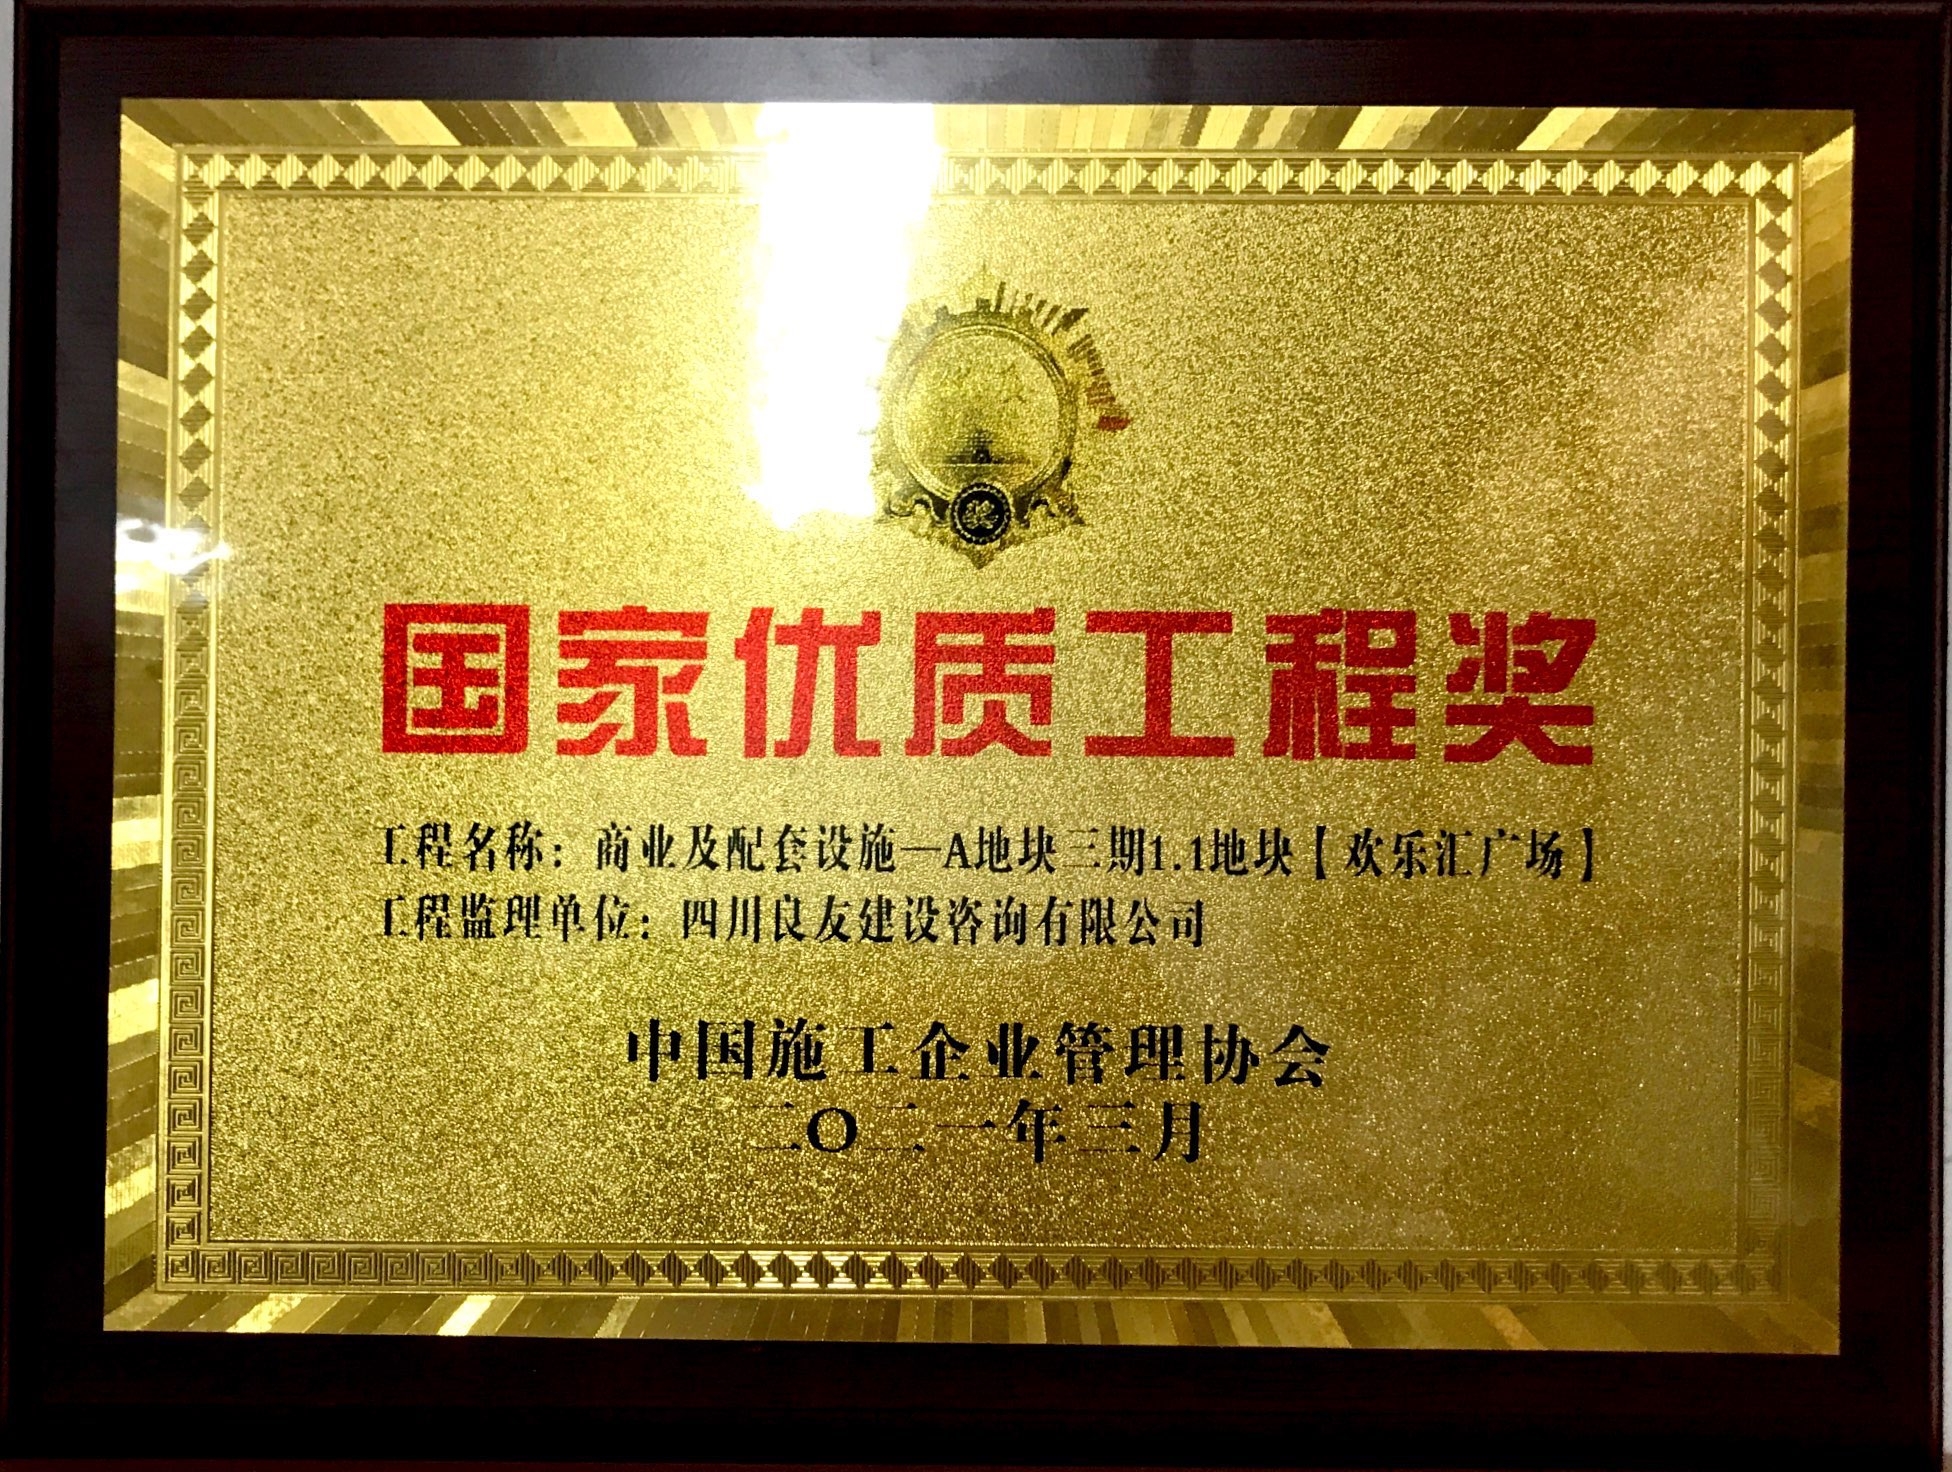 国家优质工程奖
工程名称：商业及配套设施—A地块三期1.1地块【欢乐汇广场】
工程监理单位：四川良友建设咨询有限公司
中国施工企业管理协会
二〇二一年三月